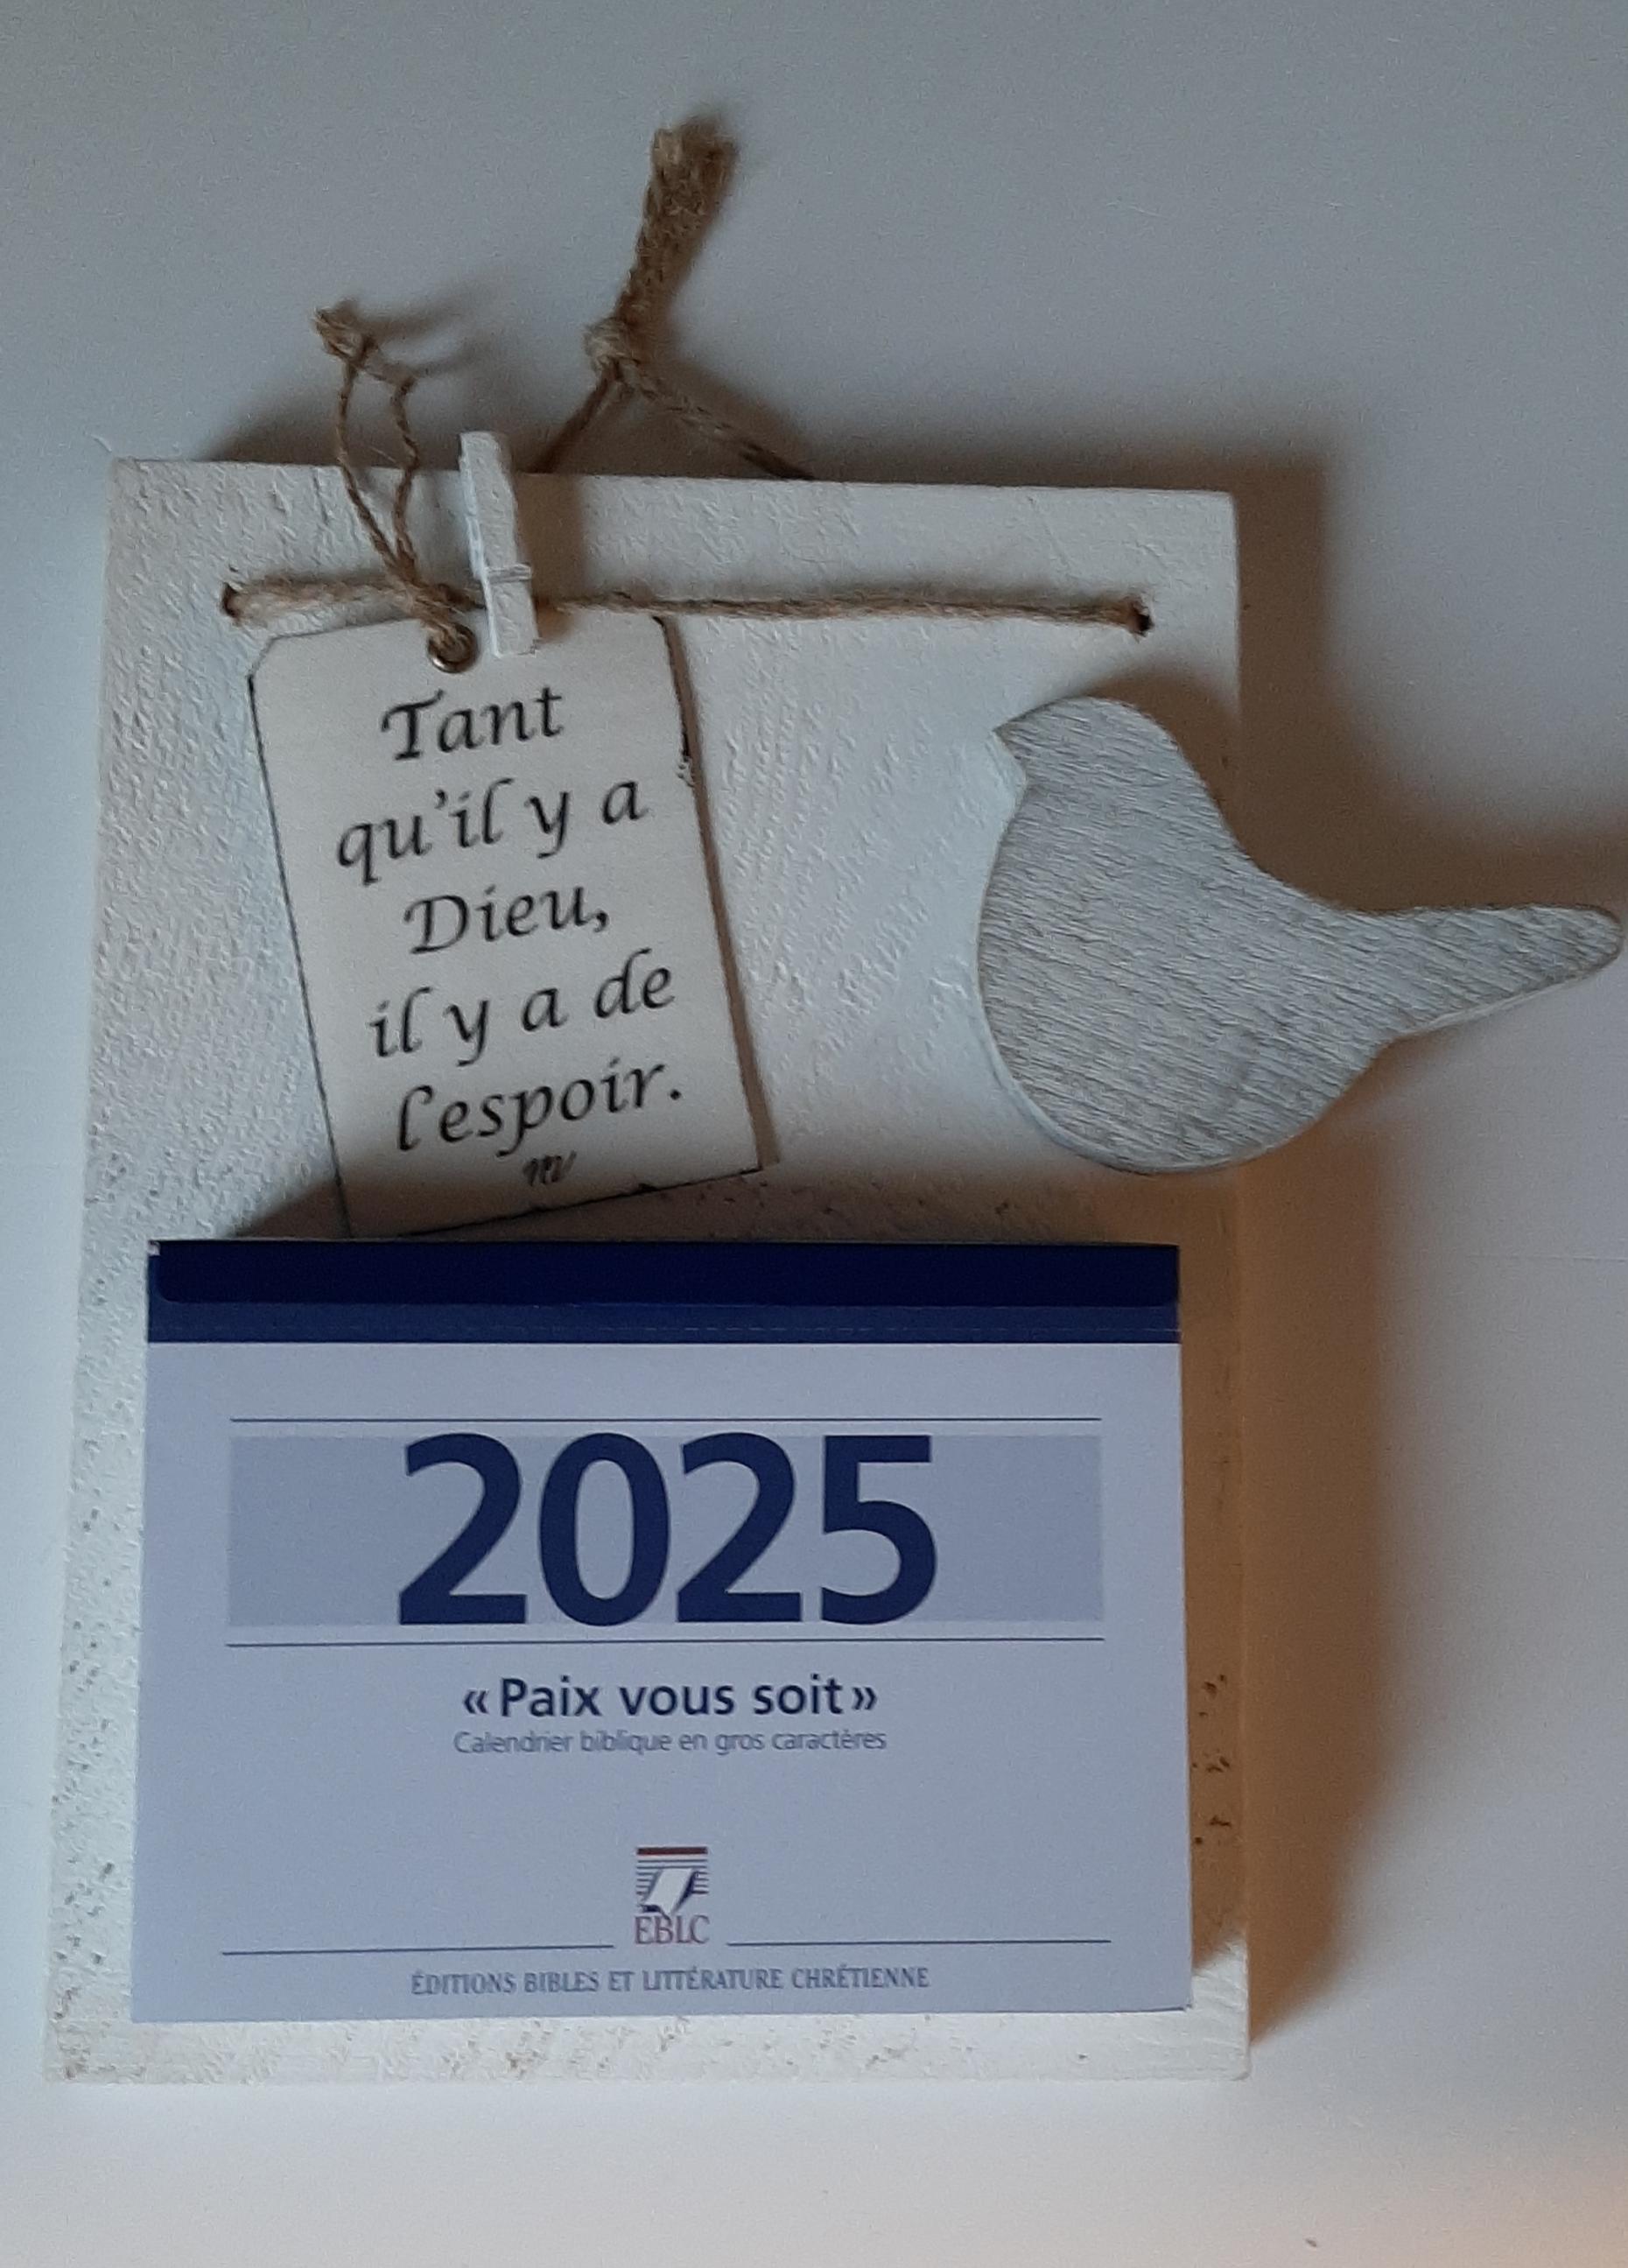 Tant
qu'il y a
Dieu,
il y a de
l'espoir.
2025
« Paix vous soit »
Calendrier biblique en gros caractères
EBLC
ÉDITIONS BIBLES ET LITTÉRATURE CHRÉTIENNE